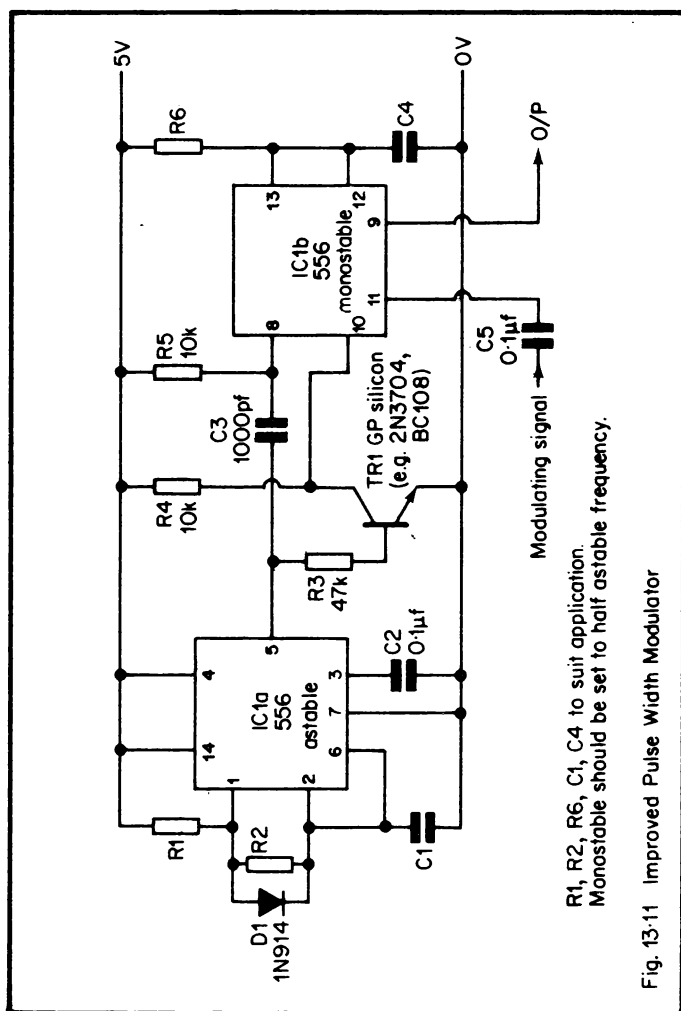 5V
R1
R4
10k
R5
10k
R6
D1
1N914
R2
1
14
4
2
6
7
3
5
IC1a
556
astable
C1
C2
0·1µf
R3
47k
C3
1000pf
TR1 GP silicon
(e.g. 2N3704,
BC108)
8
13
10
12
11
9
IC1b
556
monostable
C4
0V
C5
0·1µf
Modulating signal
O/P
R1, R2, R6, C1, C4 to suit application.
Monostable should be set to half astable frequency.
Fig. 13·11 Improved Pulse Width Modulator